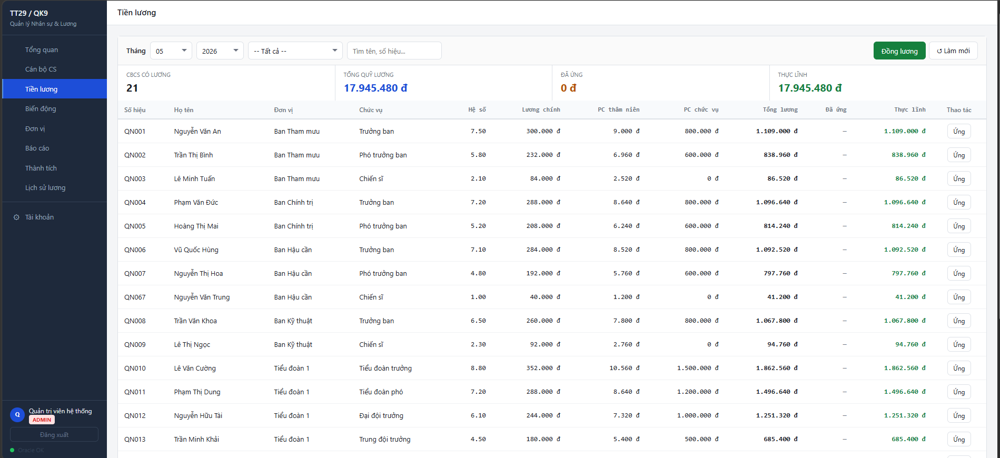 TT29 / QK9
Quản lý Nhân sự & Lương
Tổng quan
Cán bộ CS
Tiền lương
Biến động
Đơn vị
Báo cáo
Thành tích
Lịch sử lương
Tài khoản
Q Quản trị viên hệ thống
ADMIN
Đăng xuất
Oracle OK
Tiền lương
Tháng 05 2026 -- Tất cả -- Tìm tên, số hiệu... Đồng lương ↺ Làm mới
CBCS CÓ LƯƠNG TỔNG QUỸ LƯƠNG ĐÃ ỨNG THỰC LĨNH
21 17.945.480 đ 0 đ 17.945.480 đ
Số hiệu Họ tên Đơn vị Chức vụ Hệ số Lương chính PC thâm niên PC chức vụ Tổng lương Đã ứng Thực lĩnh Thao tác
QN001 Nguyễn Văn An Ban Tham mưu Trưởng ban 7.50 300.000 đ 9.000 đ 800.000 đ 1.109.000 đ — 1.109.000 đ Ứng
QN002 Trần Thị Bình Ban Tham mưu Phó trưởng ban 5.80 232.000 đ 6.960 đ 600.000 đ 838.960 đ — 838.960 đ Ứng
QN003 Lê Minh Tuấn Ban Tham mưu Chiến sĩ 2.10 84.000 đ 2.520 đ 0 đ 86.520 đ — 86.520 đ Ứng
QN004 Phạm Văn Đức Ban Chính trị Trưởng ban 7.20 288.000 đ 8.640 đ 800.000 đ 1.096.640 đ — 1.096.640 đ Ứng
QN005 Hoàng Thị Mai Ban Chính trị Phó trưởng ban 5.20 208.000 đ 6.240 đ 600.000 đ 814.240 đ — 814.240 đ Ứng
QN006 Vũ Quốc Hùng Ban Hậu cần Trưởng ban 7.10 284.000 đ 8.520 đ 800.000 đ 1.092.520 đ — 1.092.520 đ Ứng
QN007 Nguyễn Thị Hoa Ban Hậu cần Phó trưởng ban 4.80 192.000 đ 5.760 đ 600.000 đ 797.760 đ — 797.760 đ Ứng
QN067 Nguyễn Văn Trung Ban Hậu cần Chiến sĩ 1.00 40.000 đ 1.200 đ 0 đ 41.200 đ — 41.200 đ Ứng
QN008 Trần Văn Khoa Ban Kỹ thuật Trưởng ban 6.50 260.000 đ 7.800 đ 800.000 đ 1.067.800 đ — 1.067.800 đ Ứng
QN009 Lê Thị Ngọc Ban Kỹ thuật Chiến sĩ 2.30 92.000 đ 2.760 đ 0 đ 94.760 đ — 94.760 đ Ứng
QN010 Lê Văn Cường Tiểu đoàn 1 Tiểu đoàn trưởng 8.80 352.000 đ 10.560 đ 1.500.000 đ 1.862.560 đ — 1.862.560 đ Ứng
QN011 Phạm Thị Dung Tiểu đoàn 1 Tiểu đoàn phó 7.20 288.000 đ 8.640 đ 1.200.000 đ 1.496.640 đ — 1.496.640 đ Ứng
QN012 Nguyễn Hữu Tài Tiểu đoàn 1 Đại đội trưởng 6.10 244.000 đ 7.320 đ 1.000.000 đ 1.251.320 đ — 1.251.320 đ Ứng
QN013 Trần Minh Khải Tiểu đoàn 1 Trung đội trưởng 4.50 180.000 đ 5.400 đ 500.000 đ 685.400 đ — 685.400 đ Ứng